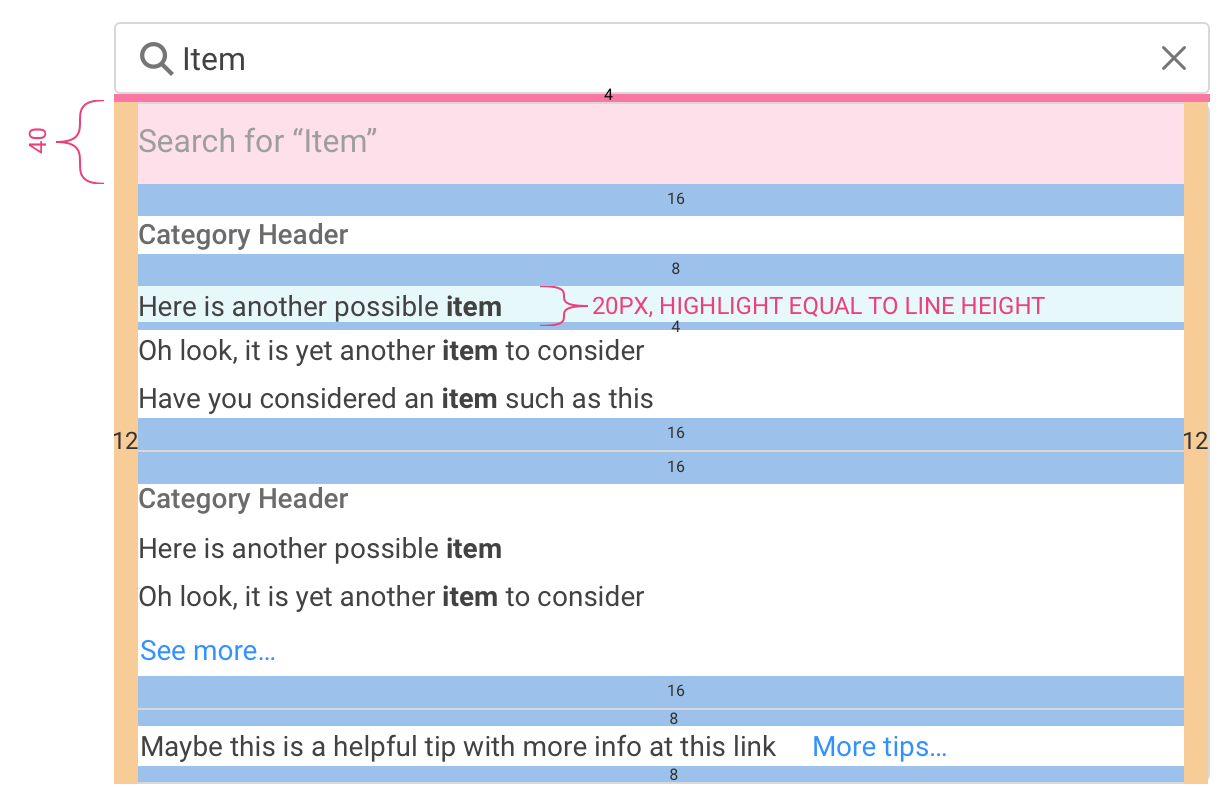 Item
4
40
Search for “Item”
16
Category Header
8
Here is another possible item
20PX, HIGHLIGHT EQUAL TO LINE HEIGHT
4
Oh look, it is yet another item to consider
Have you considered an item such as this
16
12
12
16
Category Header
Here is another possible item
Oh look, it is yet another item to consider
See more…
16
8
Maybe this is a helpful tip with more info at this link More tips…
8